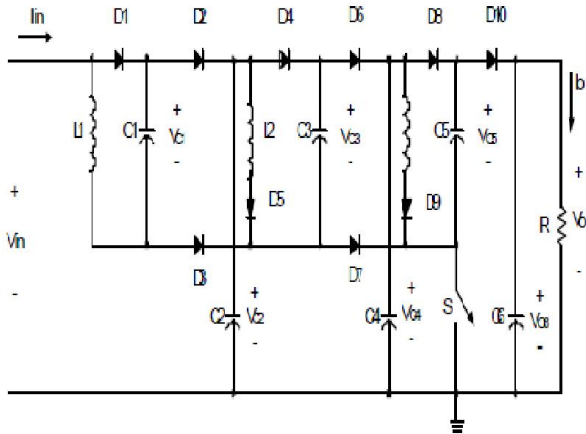 Iin D1 D2 D4 D6 D8 D10
Io
L1 C1 + VC1 - L2 C3 + VC3 - C5 + VC5 -
+ Vin -
D5 D9
R + Vo -
D3 D7
C2 + VC2 - C4 + VC4 - S C6 + VC6 -